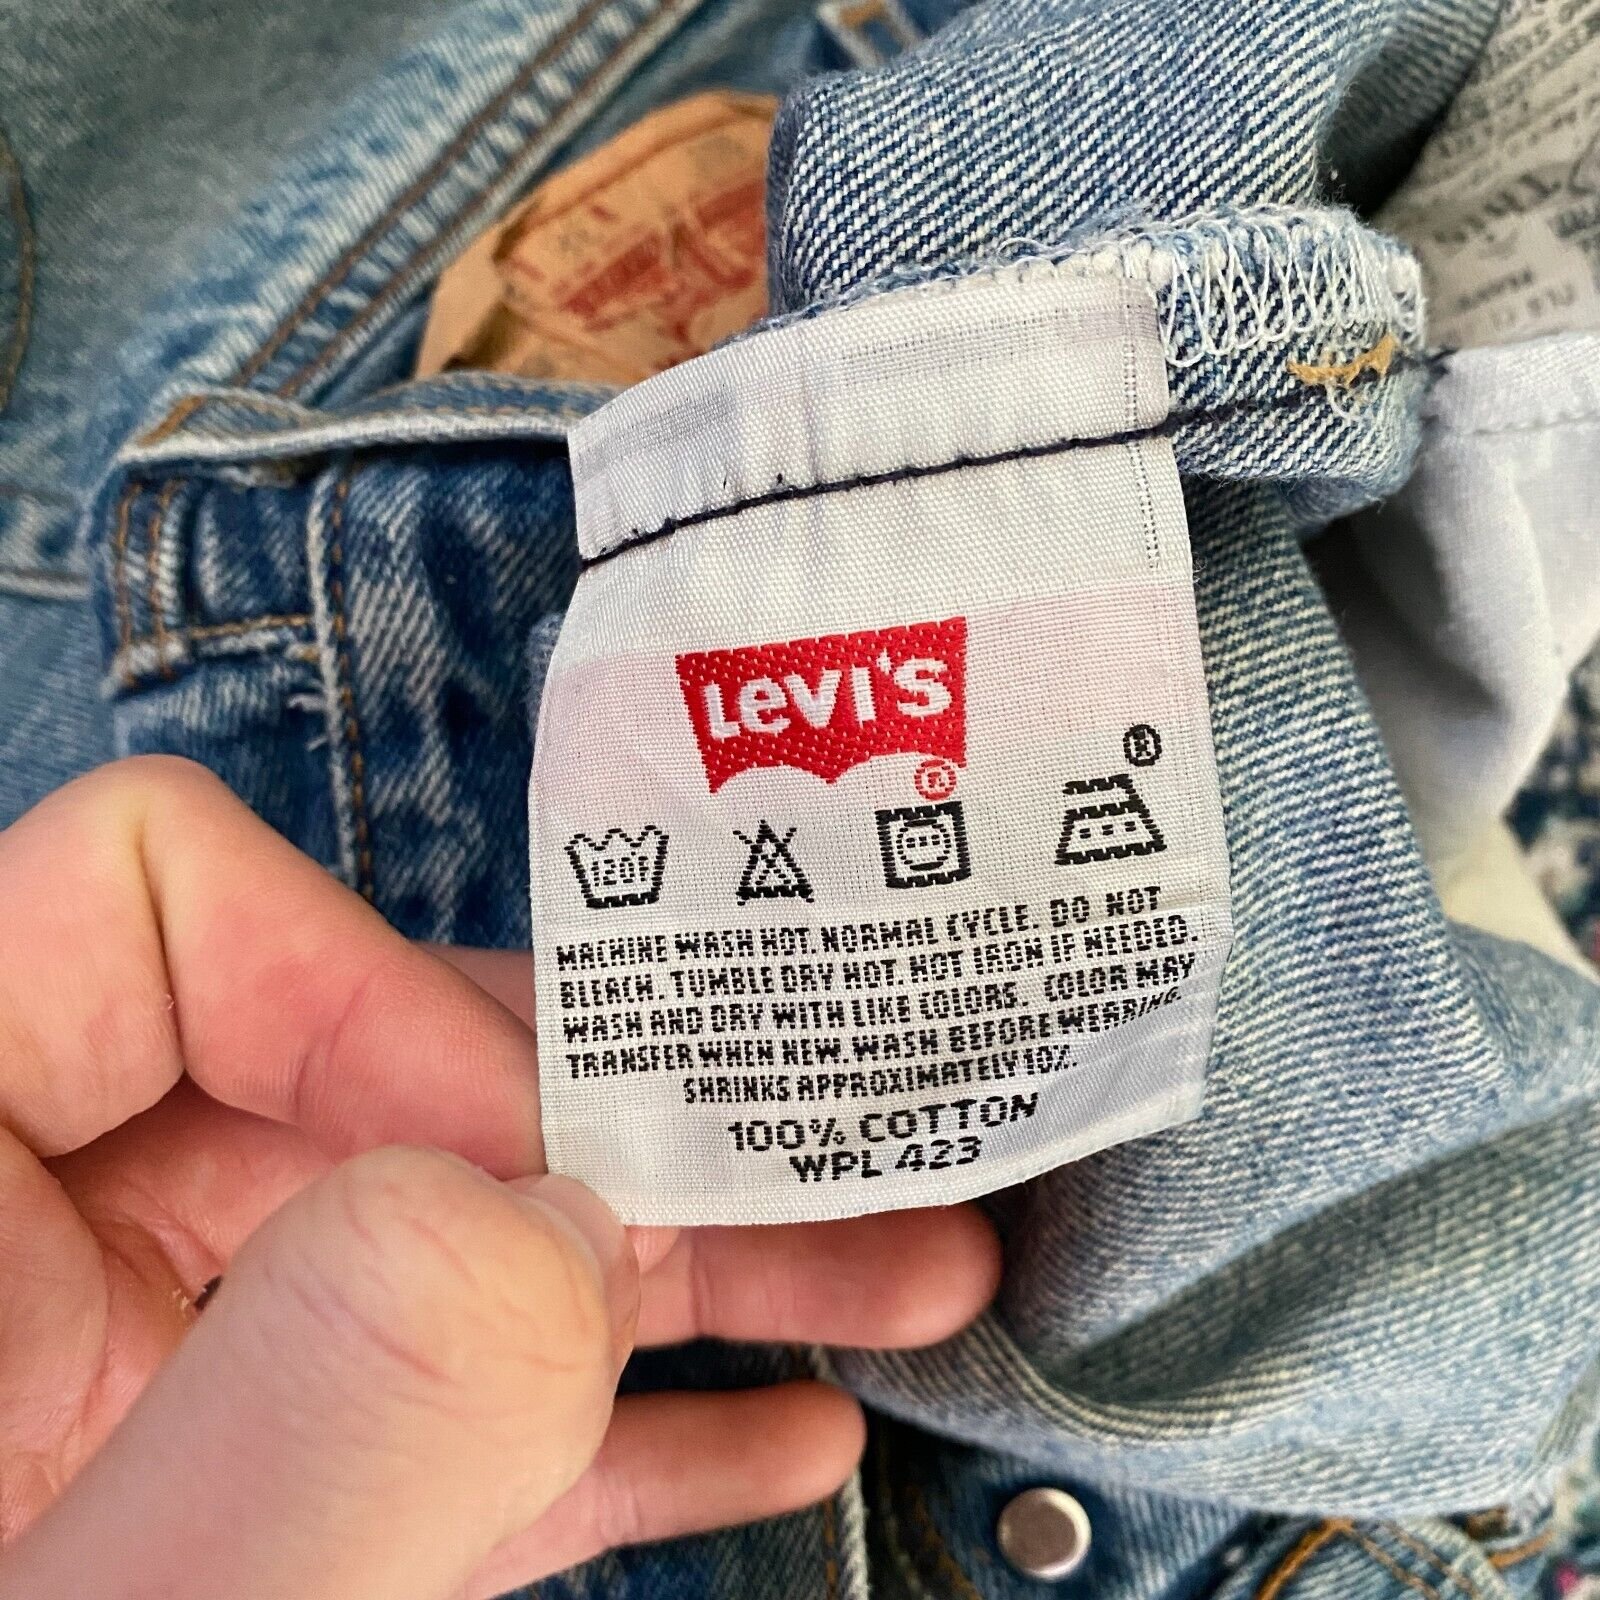 LEVI'S
®
®
120F
MACHINE WASH HOT. NORMAL CYCLE. DO NOT
BLEACH. TUMBLE DRY HOT. HOT IRON IF NEEDED.
WASH AND DRY WITH LIKE COLORS. COLOR MAY
TRANSFER WHEN NEW. WASH BEFORE WEARING.
SHRINKS APPROXIMATELY 10%.
100% COTTON
WPL 423